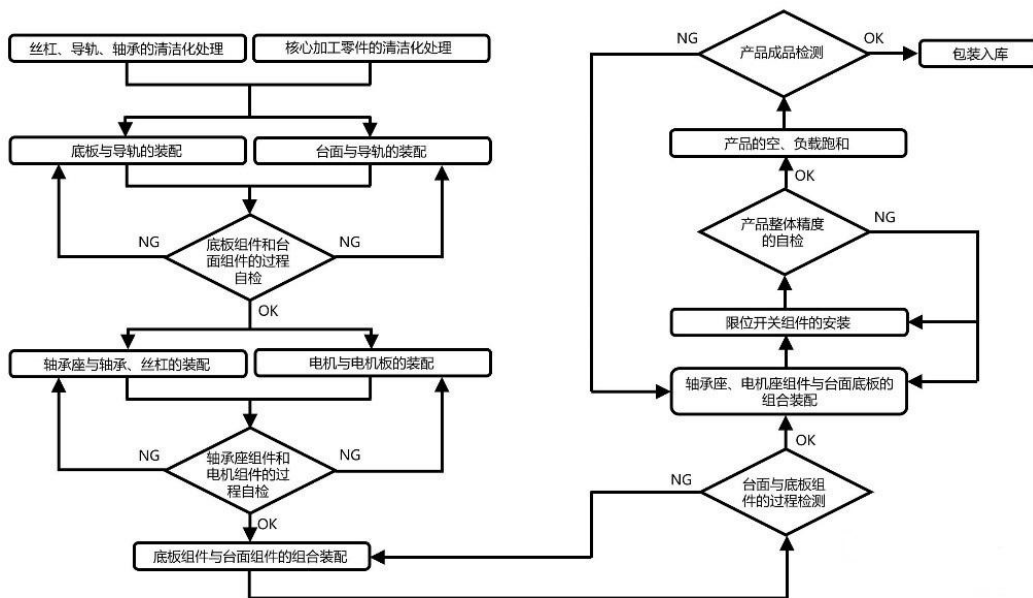 丝杠、导轨、轴承的清洁化处理
核心加工零件的清洁化处理
底板与导轨的装配
台面与导轨的装配
NG
底板组件和台
面组件的过程
自检
NG
OK
轴承座与轴承、丝杠的装配
电机与电机板的装配
NG
轴承座组件和
电机组件的过
程自检
NG
OK
底板组件与台面组件的组合装配
NG
台面与底板组
件的过程检测
OK
轴承座、电机座组件与台面底板的
组合装配
限位开关组件的安装
产品整体精度
的自检
NG
OK
产品的空、负载跑和
NG
产品成品检测
OK
包装入库